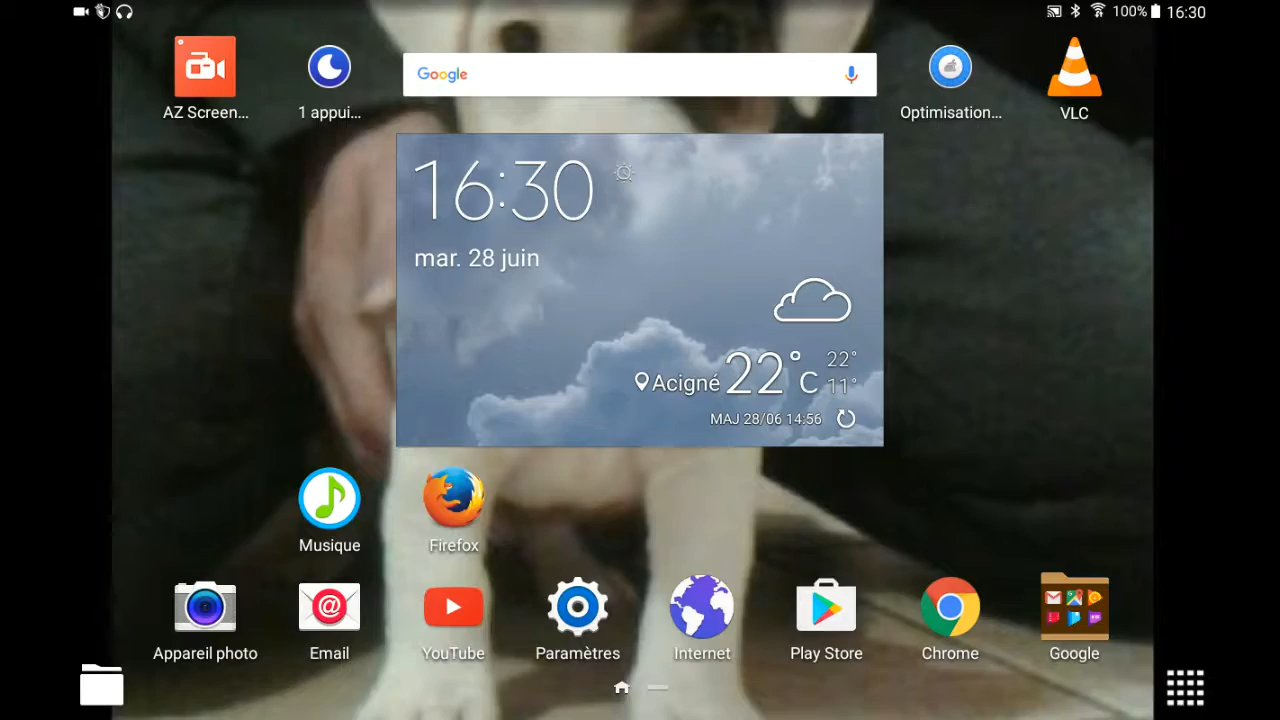 100% 16:30
Google
AZ Screen...
1 appui...
Optimisation...
VLC
16:30
mar. 28 juin
Acigné 22°C 22° 11°
MAJ 28/06 14:56
Musique
Firefox
Appareil photo
Email
YouTube
Paramètres
Internet
Play Store
Chrome
Google